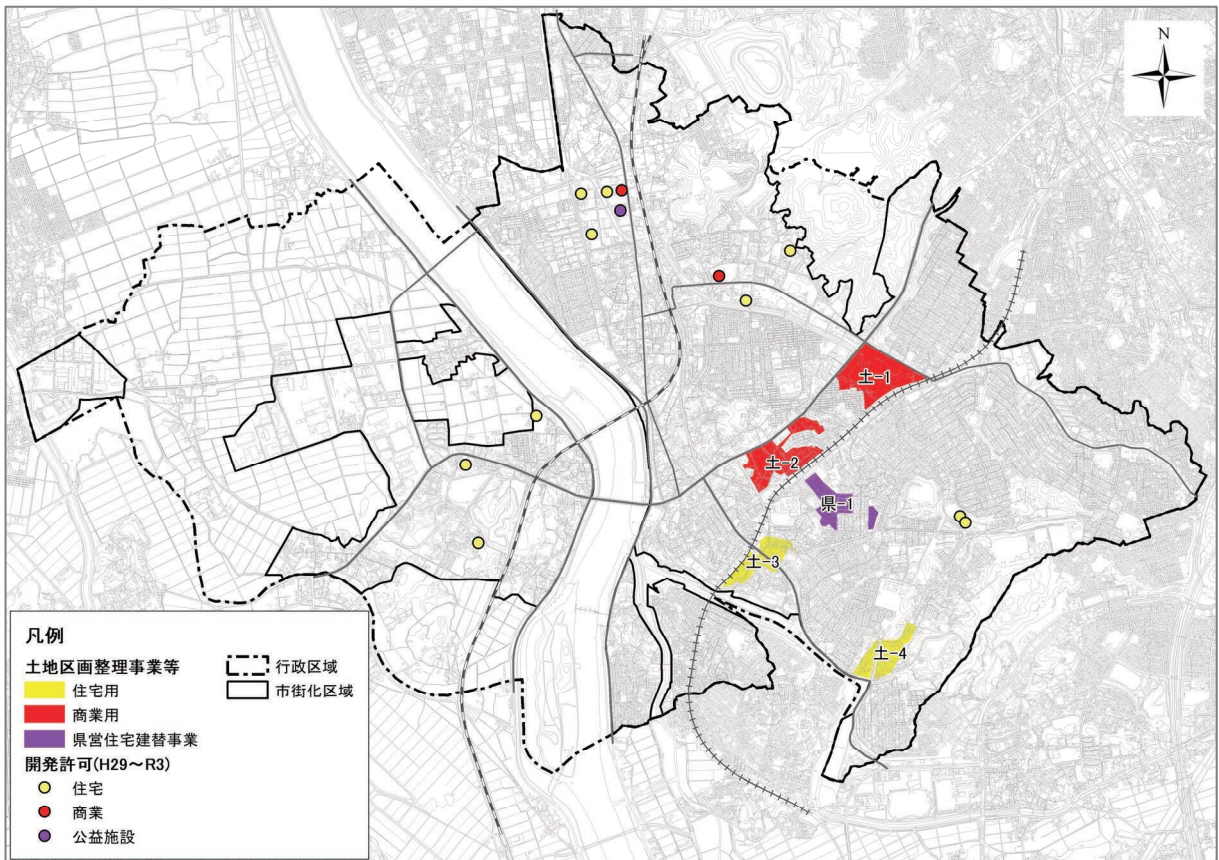 N
土-1
土-2
県-1
土-3
土-4
凡例
土地区画整理事業等
住宅用
商業用
県営住宅建替事業
開発許可(H29～R3)
住宅
商業
公益施設
行政区域
市街化区域